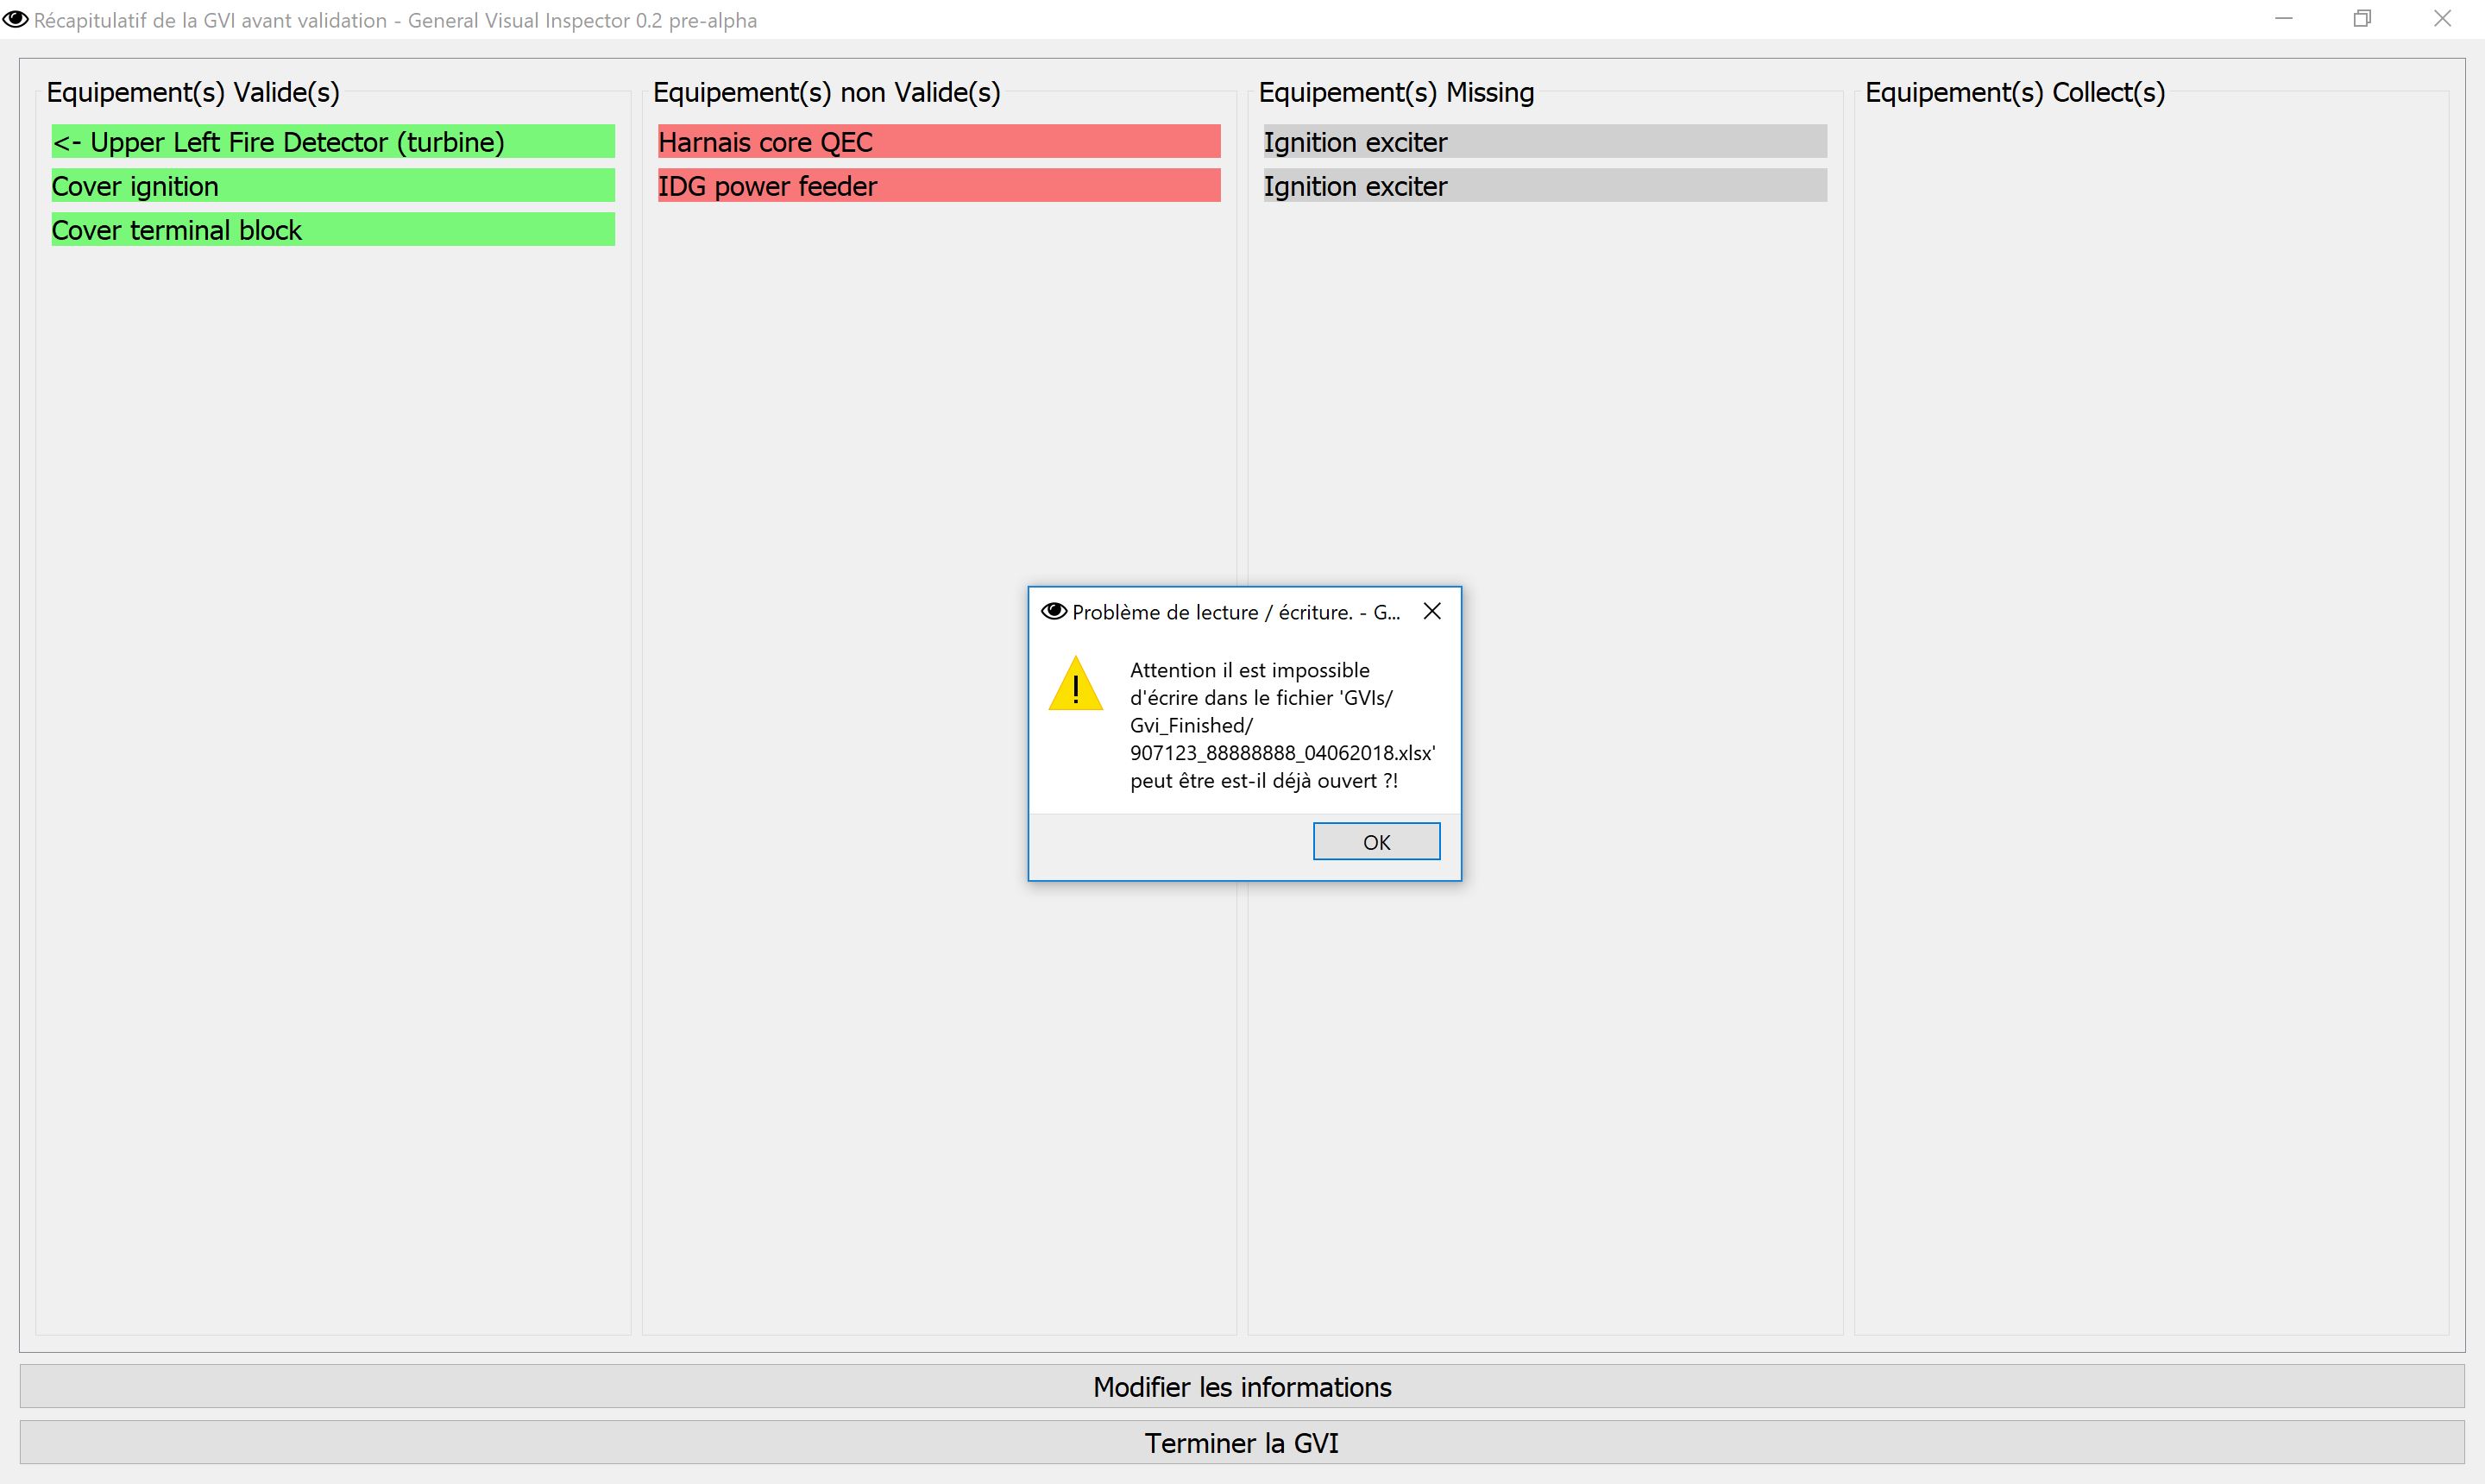 Récapitulatif de la GVI avant validation - General Visual Inspector 0.2 pre-alpha
Equipement(s) Valide(s)
<- Upper Left Fire Detector (turbine)
Cover ignition
Cover terminal block
Equipement(s) non Valide(s)
Harnais core QEC
IDG power feeder
Equipement(s) Missing
Ignition exciter
Ignition exciter
Equipement(s) Collect(s)
Problème de lecture / écriture. - G...
Attention il est impossible
d'écrire dans le fichier 'GVIs/
Gvi_Finished/
907123_88888888_04062018.xlsx'
peut être est-il déjà ouvert ?!
OK
Modifier les informations
Terminer la GVI